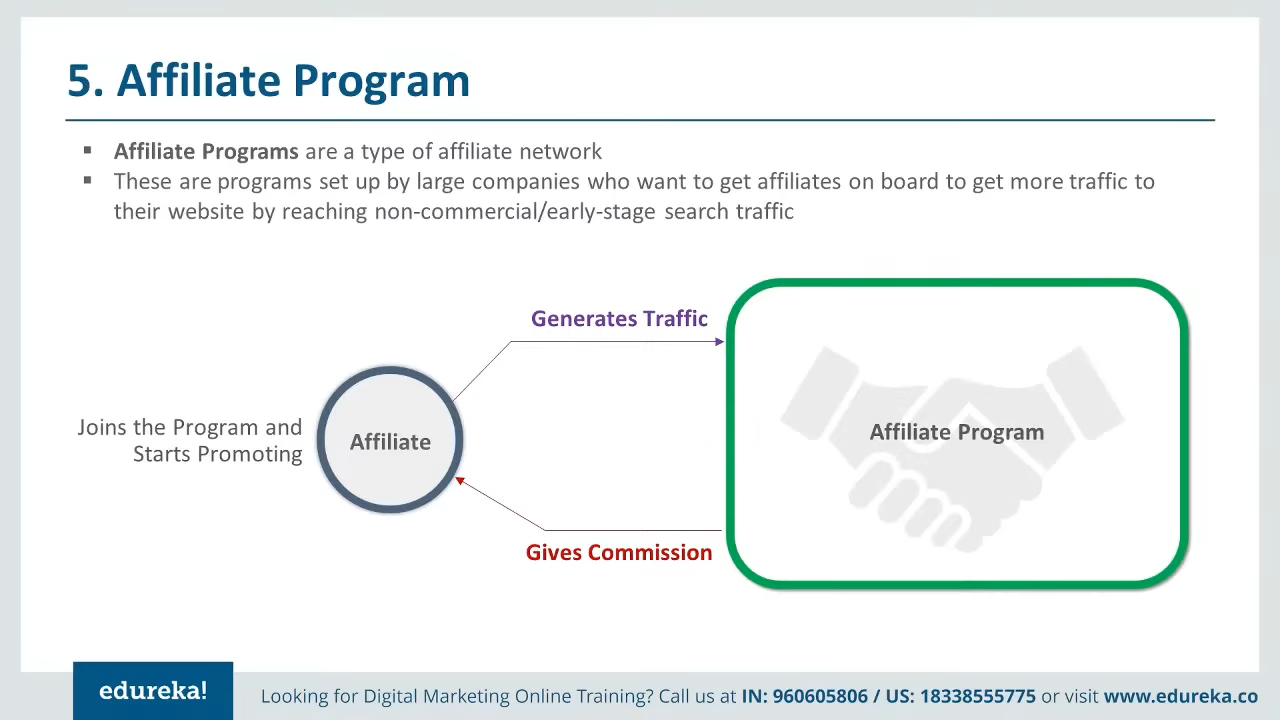 5. Affiliate Program
▪ Affiliate Programs are a type of affiliate network
▪ These are programs set up by large companies who want to get affiliates on board to get more traffic to
their website by reaching non-commercial/early-stage search traffic
Generates Traffic
Joins the Program and
Starts Promoting
Affiliate
Affiliate Program
Gives Commission
edureka!
Looking for Digital Marketing Online Training? Call us at IN: 960605806 / US: 18338555775 or visit www.edureka.co